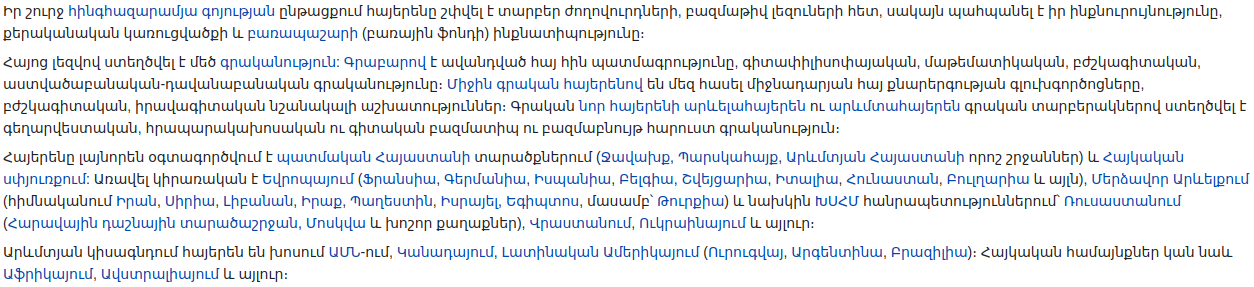 Իր շուրջ հինգհազարամյա գոյության ընթացքում հայերենը շփվել է տարբեր ժողովուրդների, բազմաթիվ լեզուների հետ, սակայն պահպանել է իր ինքնուրույնությունը,
քերականական կառուցվածքի և բառապաշարի (բառային ֆոնդի) ինքնատիպությունը։
Հայոց լեզվով ստեղծվել է մեծ գրականություն: Գրաբարով է ավանդված հայ հին պատմագրությունը, գիտափիլիսոփայական, մաթեմատիկական, բժշկագիտական,
աստվածաբանական-դավանաբանական գրականությունը։ Միջին գրական հայերենով են մեզ հասել միջնադարյան հայ քնարերգության գլուխգործոցները,
բժշկագիտական, իրավագիտական նշանակալի աշխատություններ։ Գրական նոր հայերենի արևելահայերեն ու արևմտահայերեն գրական տարբերակներով ստեղծվել է
գեղարվեստական, հրապարակախոսական ու գիտական բազմատիպ ու բազմաբնույթ հարուստ գրականություն։
Հայերենը լայնորեն օգտագործվում է պատմական Հայաստանի տարածքներում (Ջավախք, Պարսկահայք, Արևմտյան Հայաստանի որոշ շրջաններ) և Հայկական
սփյուռքում: Առավել կիրառական է Եվրոպայում (Ֆրանսիա, Գերմանիա, Իսպանիա, Բելգիա, Շվեյցարիա, Իտալիա, Հունաստան, Բուլղարիա և այլն), Մերձավոր Արևելքում
(հիմնականում Իրան, Սիրիա, Լիբանան, Իրաք, Պաղեստին, Իսրայել, Եգիպտոս, մասամբ՝ Թուրքիա) և նախկին ԽՍՀՄ հանրապետություններում՝ Ռուսաստանում
(Հարավային դաշնային տարածաշրջան, Մոսկվա և խոշոր քաղաքներ), Վրաստանում, Ուկրաինայում և այլուր։
Արևմտյան կիսագնդում հայերեն են խոսում ԱՄՆ-ում, Կանադայում, Լատինական Ամերիկայում (Ուրուգվայ, Արգենտինա, Բրազիլիա)։ Հայկական համայնքներ կան նաև
Աֆրիկայում, Ավստրալիայում և այլուր։